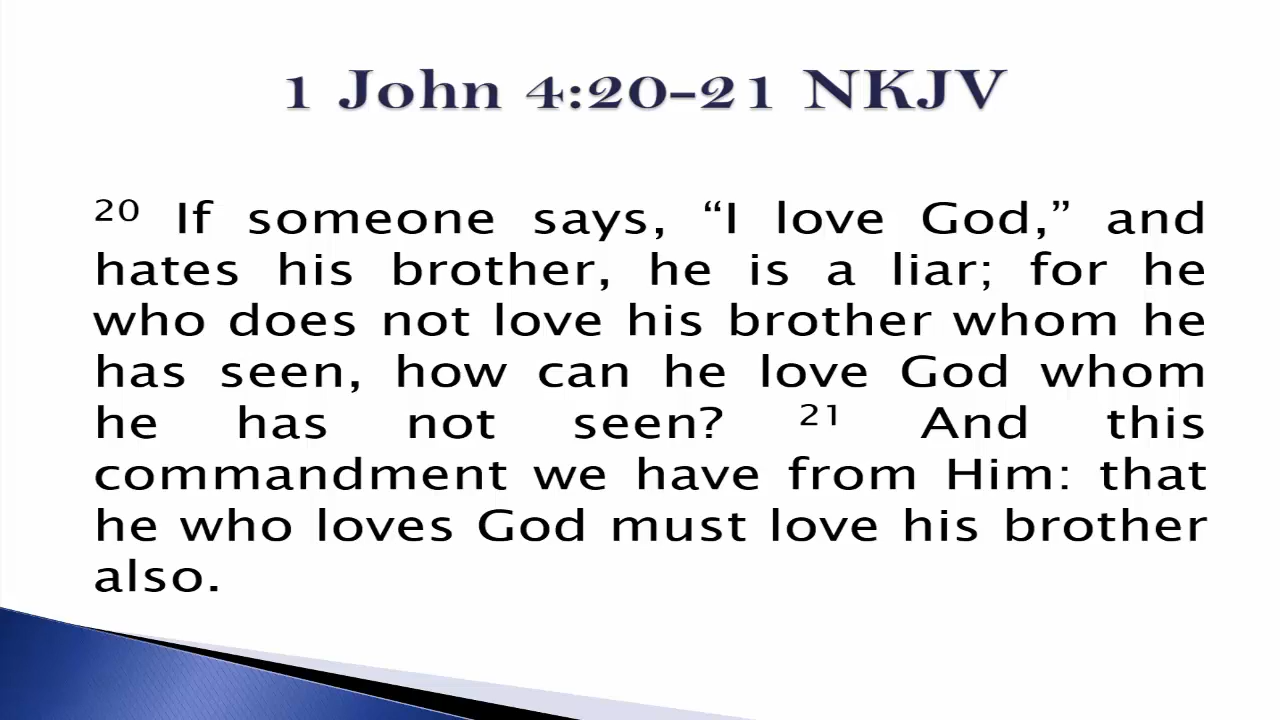 1 John 4:20-21 NKJV
20 If someone says, “I love God,” and
hates his brother, he is a liar; for he
who does not love his brother whom he
has seen, how can he love God whom
he has not seen? 21 And this
commandment we have from Him: that
he who loves God must love his brother
also.